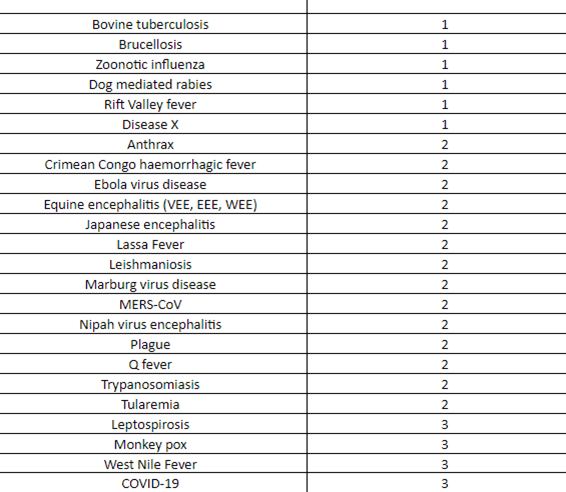 Bovine tuberculosis 1
Brucellosis 1
Zoonotic influenza 1
Dog mediated rabies 1
Rift Valley fever 1
Disease X 1
Anthrax 2
Crimean Congo haemorrhagic fever 2
Ebola virus disease 2
Equine encephalitis (VEE, EEE, WEE) 2
Japanese encephalitis 2
Lassa Fever 2
Leishmaniosis 2
Marburg virus disease 2
MERS-CoV 2
Nipah virus encephalitis 2
Plague 2
Q fever 2
Trypanosomiasis 2
Tularemia 2
Leptospirosis 3
Monkey pox 3
West Nile Fever 3
COVID-19 3